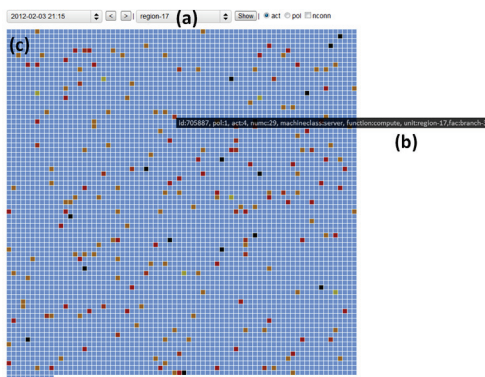 2012-02-03 21:15 < > | region-17 (a) Show | act pol nconn
(c)
id:705887, pol:1, act:4, numc:29, machineclass:server, function:compute, unit:region-17,fac:branch-
(b)